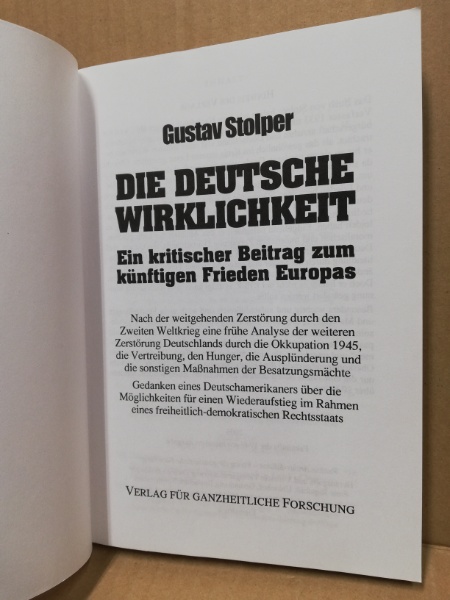 Gustav Stolper
DIE DEUTSCHE
WIRKLICHKEIT
Ein kritischer Beitrag zum
künftigen Frieden Europas
Nach der weitgehenden Zerstörung durch den
Zweiten Weltkrieg eine frühe Analyse der weiteren
Zerstörung Deutschlands durch die Okkupation 1945,
die Vertreibung, den Hunger, die Ausplünderung und
die sonstigen Maßnahmen der Besatzungsmächte
Gedanken eines Deutschamerikaners über die
Möglichkeiten für einen Wiederaufstieg im Rahmen
eines freiheitlich-demokratischen Rechtsstaats
VERLAG FÜR GANZHEITLICHE FORSCHUNG